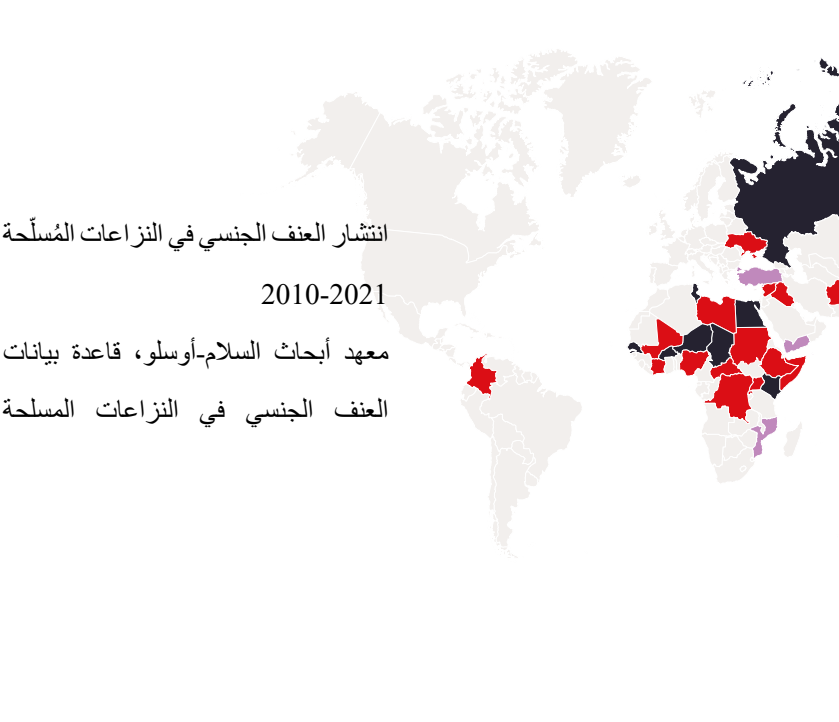 انتشار العنف الجنسي في النزاعات المُسلّحة
2010-2021
معهد أبحاث السلام-أوسلو، قاعدة بيانات
العنف الجنسي في النزاعات المسلحة